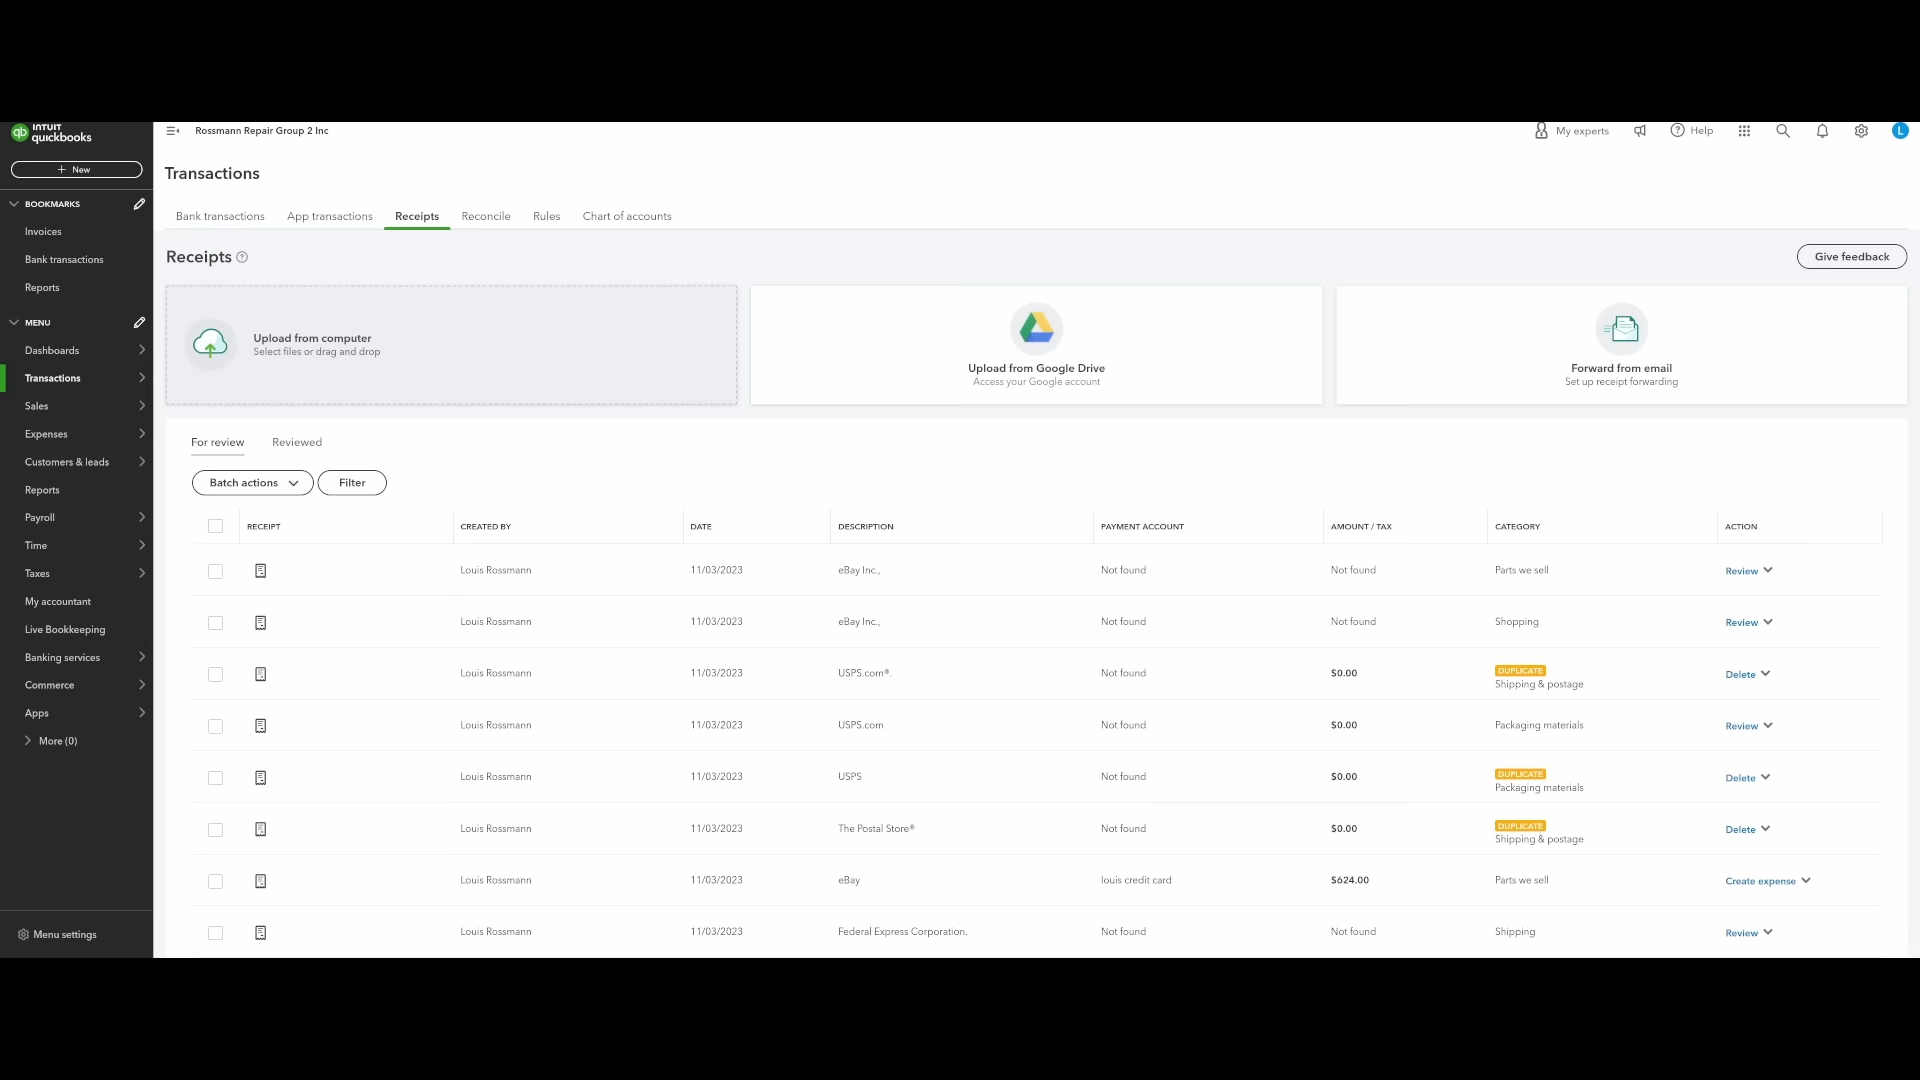 INTUIT
quickbooks
Rossmann Repair Group 2 Inc
My experts
Help
L
New
Transactions
BOOKMARKS
Invoices
Bank transactions
Reports
Bank transactions App transactions Receipts Reconcile Rules Chart of accounts
Receipts
Give feedback
MENU
Dashboards
Transactions
Sales
Expenses
Customers & leads
Reports
Payroll
Time
Taxes
My accountant
Live Bookkeeping
Banking services
Commerce
Apps
More (0)
Menu settings
Upload from computer
Select files or drag and drop
Upload from Google Drive
Access your Google account
Forward from email
Set up receipt forwarding
For review Reviewed
Batch actions Filter
RECEIPT CREATED BY DATE DESCRIPTION PAYMENT ACCOUNT AMOUNT / TAX CATEGORY ACTION
Louis Rossmann 11/03/2023 eBay Inc., Not found Not found Parts we sell Review
Louis Rossmann 11/03/2023 eBay Inc., Not found Not found Shopping Review
Louis Rossmann 11/03/2023 USPS.com®. Not found $0.00 DUPLICATE Shipping & postage Delete
Louis Rossmann 11/03/2023 USPS.com Not found $0.00 Packaging materials Review
Louis Rossmann 11/03/2023 USPS Not found $0.00 DUPLICATE Packaging materials Delete
Louis Rossmann 11/03/2023 The Postal Store® Not found $0.00 DUPLICATE Shipping & postage Delete
Louis Rossmann 11/03/2023 eBay louis credit card $624.00 Parts we sell Create expense
Louis Rossmann 11/03/2023 Federal Express Corporation. Not found Not found Shipping Review